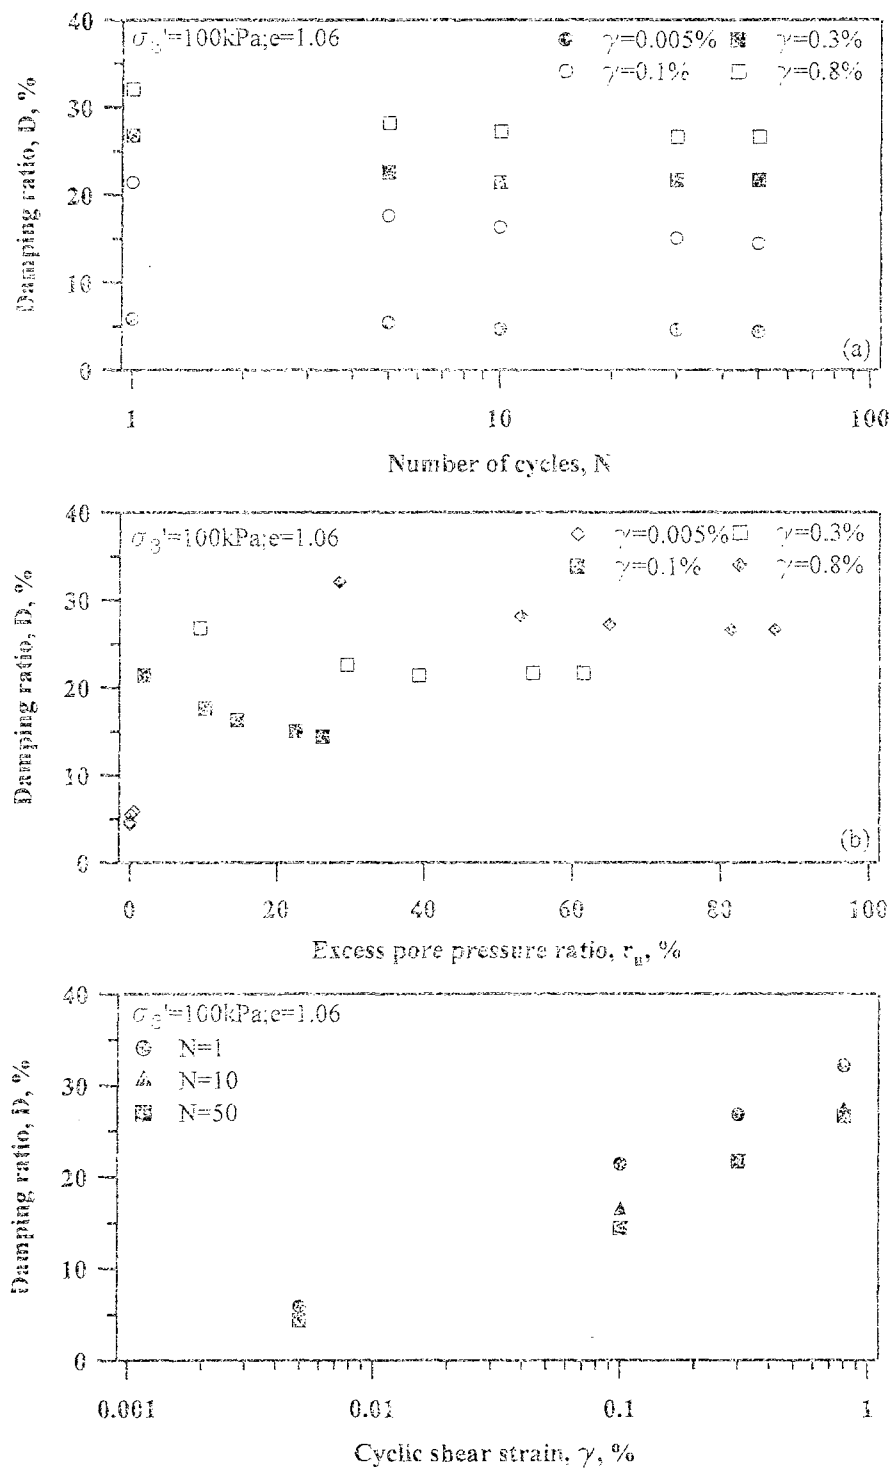 σ₃'=100kPa;e=1.06
γ=0.005% γ=0.3%
γ=0.1% γ=0.8%
Damping ratio, D, %
40
30
20
10
0
(a)
1 10 100
Number of cycles, N
σ₃'=100kPa;e=1.06
γ=0.005% γ=0.3%
γ=0.1% γ=0.8%
Damping ratio, D, %
40
30
20
10
0
(b)
0 20 40 60 80 100
Excess pore pressure ratio, rᵤ, %
σ₃'=100kPa;e=1.06
N=1
N=10
N=50
Damping ratio, D, %
40
30
20
10
0
0.001 0.01 0.1 1
Cyclic shear strain, γ, %